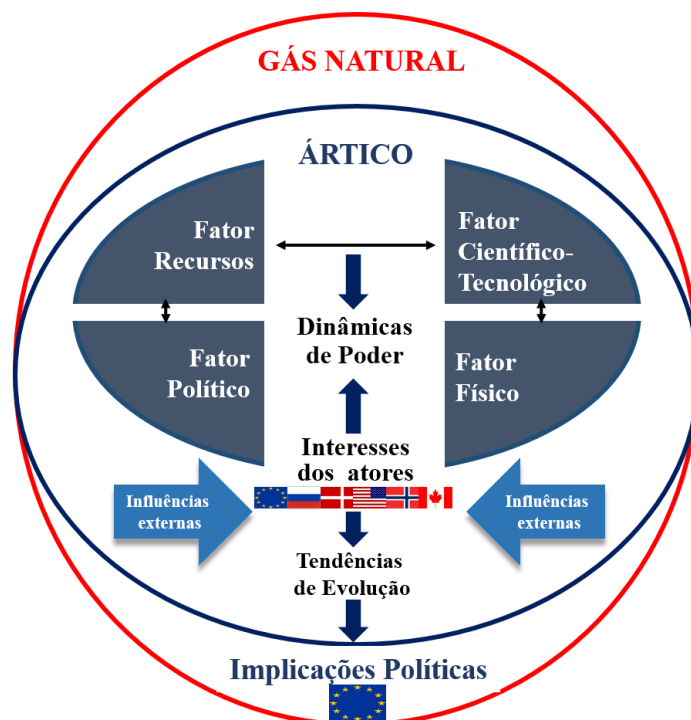 GÁS NATURAL
ÁRTICO
Fator
Recursos
Fator
Científico-
Tecnológico
Dinâmicas
de Poder
Fator
Político
Fator
Físico
Interesses
dos atores
Influências
externas
Influências
externas
Tendências
de Evolução
Implicações Políticas